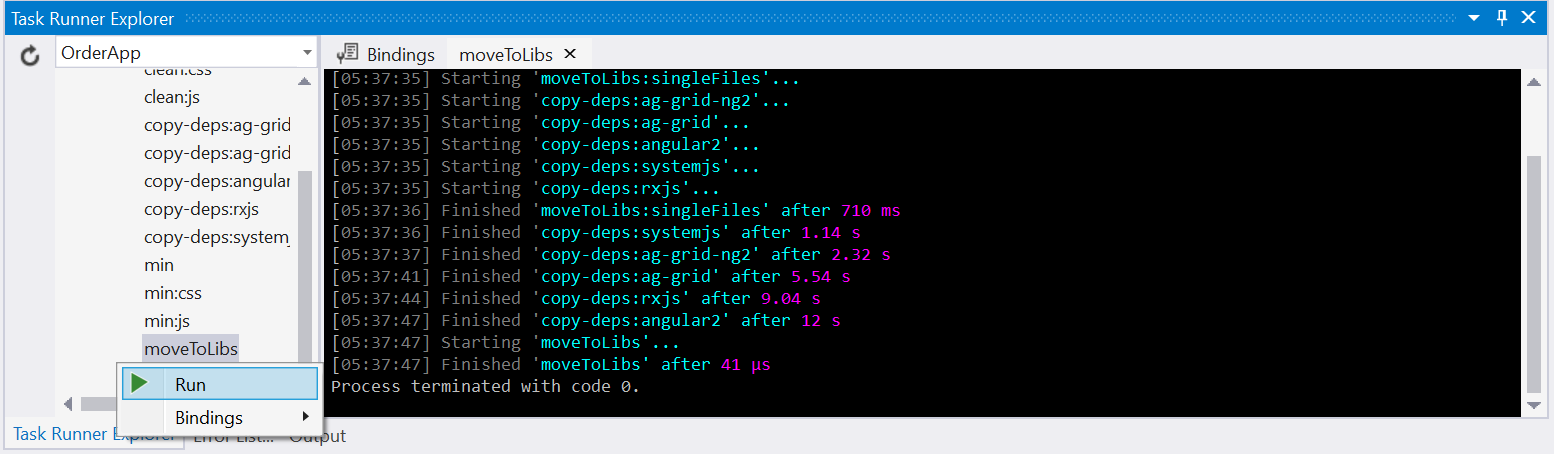 Task Runner Explorer
OrderApp
Bindings
moveToLibs
clean:css
clean:js
copy-deps:ag-grid
copy-deps:ag-grid
copy-deps:angular
copy-deps:rxjs
copy-deps:systemj
min
min:css
min:js
moveToLibs
Run
Bindings
[05:37:35] Starting 'moveToLibs:singleFiles'...
[05:37:35] Starting 'copy-deps:ag-grid-ng2'...
[05:37:35] Starting 'copy-deps:ag-grid'...
[05:37:35] Starting 'copy-deps:angular2'...
[05:37:35] Starting 'copy-deps:systemjs'...
[05:37:35] Starting 'copy-deps:rxjs'...
[05:37:36] Finished 'moveToLibs:singleFiles' after 710 ms
[05:37:36] Finished 'copy-deps:systemjs' after 1.14 s
[05:37:37] Finished 'copy-deps:ag-grid-ng2' after 2.32 s
[05:37:41] Finished 'copy-deps:ag-grid' after 5.54 s
[05:37:44] Finished 'copy-deps:rxjs' after 9.04 s
[05:37:47] Finished 'copy-deps:angular2' after 12 s
[05:37:47] Starting 'moveToLibs'...
[05:37:47] Finished 'moveToLibs' after 41 μs
Process terminated with code 0.
Task Runner Explorer
Error List...
Output